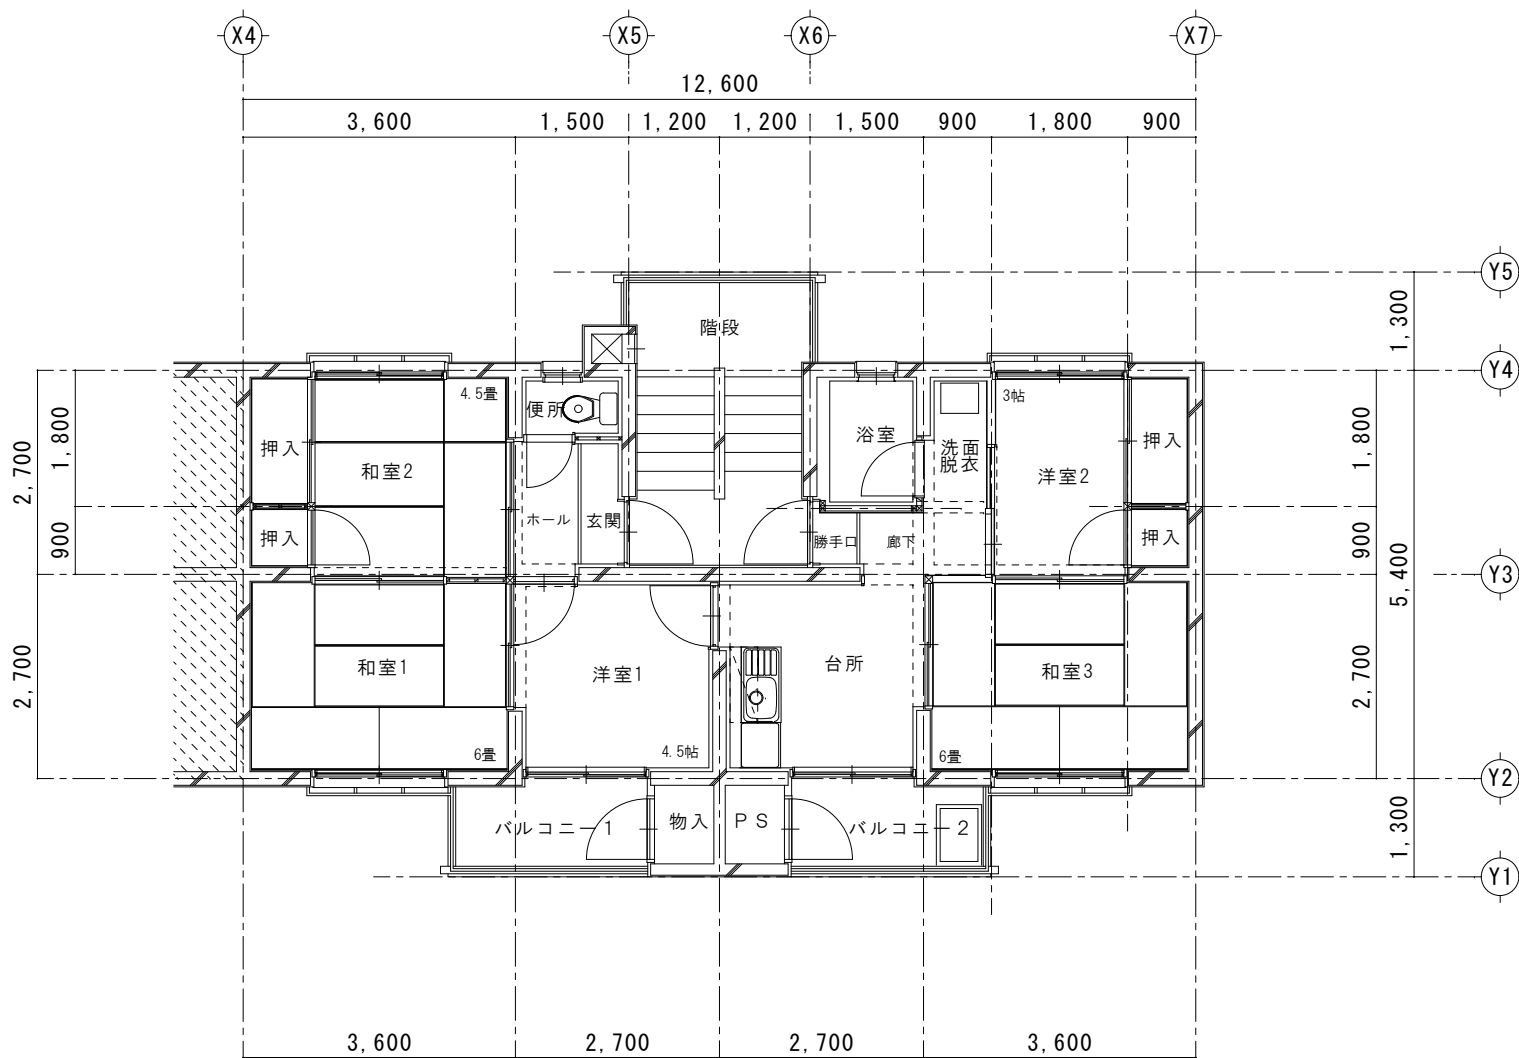 X4 X5 X6 X7
12,600
3,600 1,500 1,200 1,200 1,500 900 1,800 900
Y5
1,300
階段
Y4
4.5畳
便所
3帖
押入
和室2
浴室
洗面
脱衣
洋室2
押入
1,800
2,700
1,800
押入
ホール
玄関
勝手口
廊下
押入
900
900
Y3
5,400
和室1
洋室1
台所
和室3
2,700
2,700
6畳
4.5帖
6畳
Y2
バルコニー1
物入
PS
バルコニー2
1,300
Y1
3,600 2,700 2,700 3,600